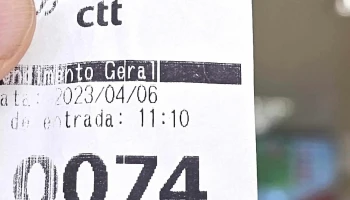 ctt
ndimento Geral
ata: 2023/04/06
de entrada: 11:10
0074